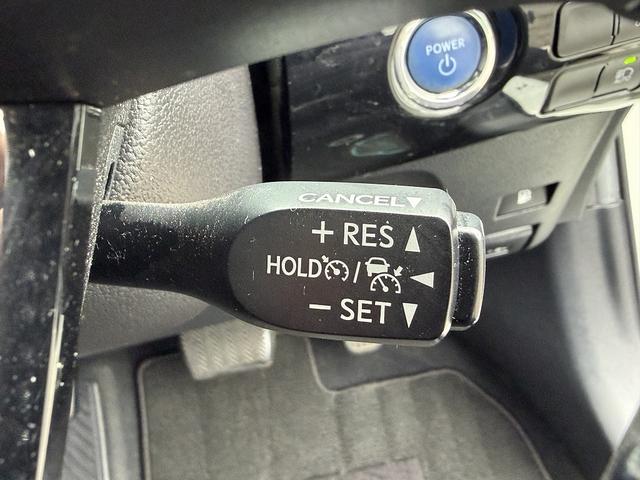 POWER
CANCEL▼
+ RES ▲
HOLD / ◀
− SET ▼